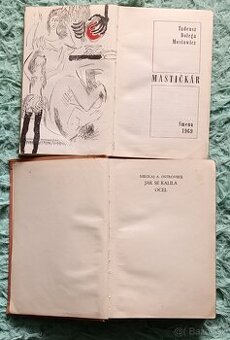 Tadeusz
Dołęga
Mostowicz
MASTIČKÁR
Smena
1969
NIKOLAJ A. OSTROVSKIJ
JAK SE KALILA
OCEL